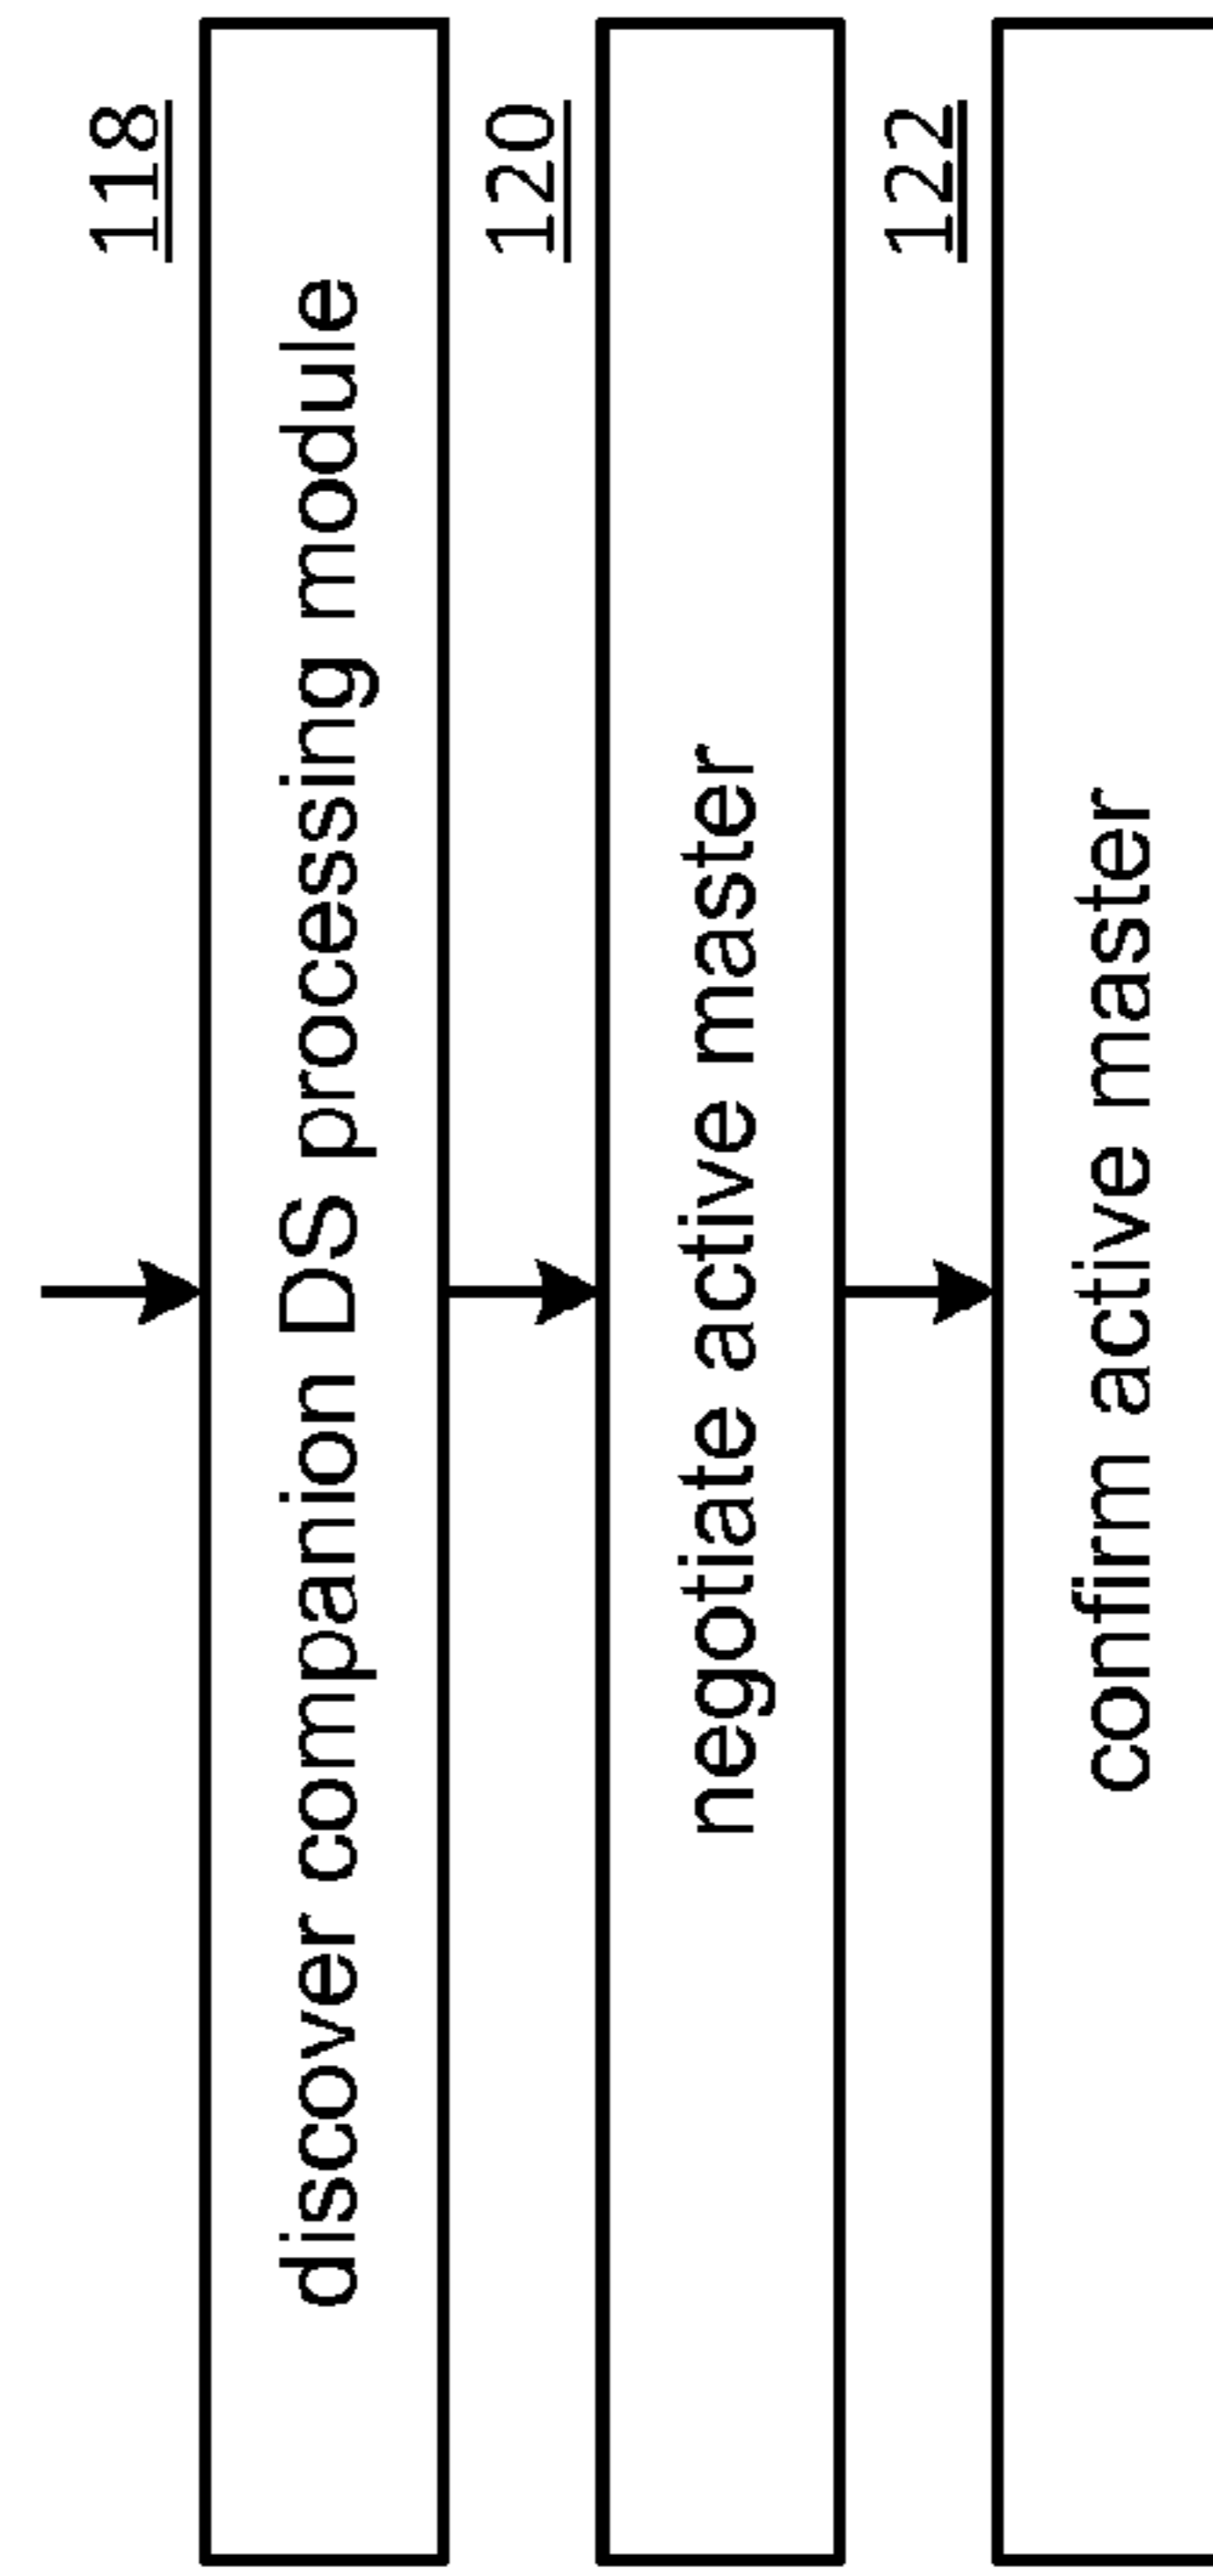 118
discover companion DS processing module
120
negotiate active master
122
confirm active master